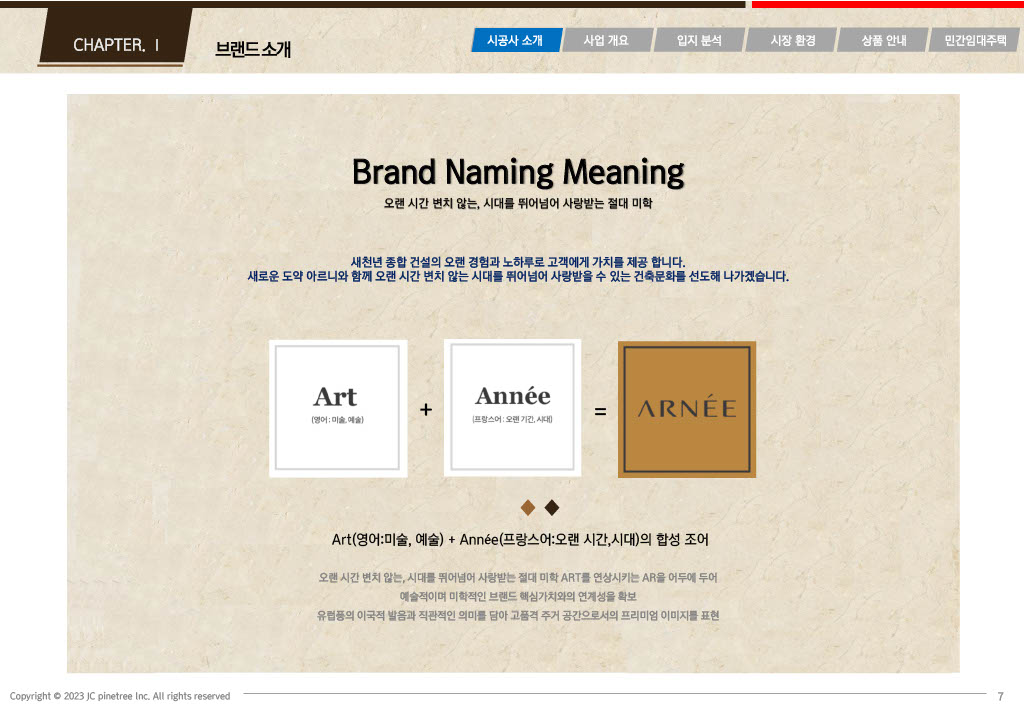 CHAPTER. I
브랜드 소개
시공사 소개
사업 개요
입지 분석
시장 환경
상품 안내
민간임대주택
Brand Naming Meaning
오랜 시간 변치 않는, 시대를 뛰어넘어 사랑받는 절대 미학
새천년 종합 건설의 오랜 경험과 노하루로 고객에게 가치를 제공 합니다.
새로운 도약 아르니와 함께 오랜 시간 변치 않는 시대를 뛰어넘어 사랑받을 수 있는 건축문화를 선도해 나가겠습니다.
Art
(영어 : 미술, 예술)
+
Année
(프랑스어 : 오랜 기간, 시대)
=
ARNÉE
Art(영어:미술, 예술) + Année(프랑스어:오랜 시간,시대)의 합성 조어
오랜 시간 변치 않는, 시대를 뛰어넘어 사랑받는 절대 미학 ART를 연상시키는 AR을 어두에 두어
예술적이며 미학적인 브랜드 핵심가치와의 연계성을 확보
유럽풍의 이국적 발음과 직관적인 의미를 담아 고품격 주거 공간으로서의 프리미엄 이미지를 표현
Copyright © 2023 JC pinetree Inc. All rights reserved
7